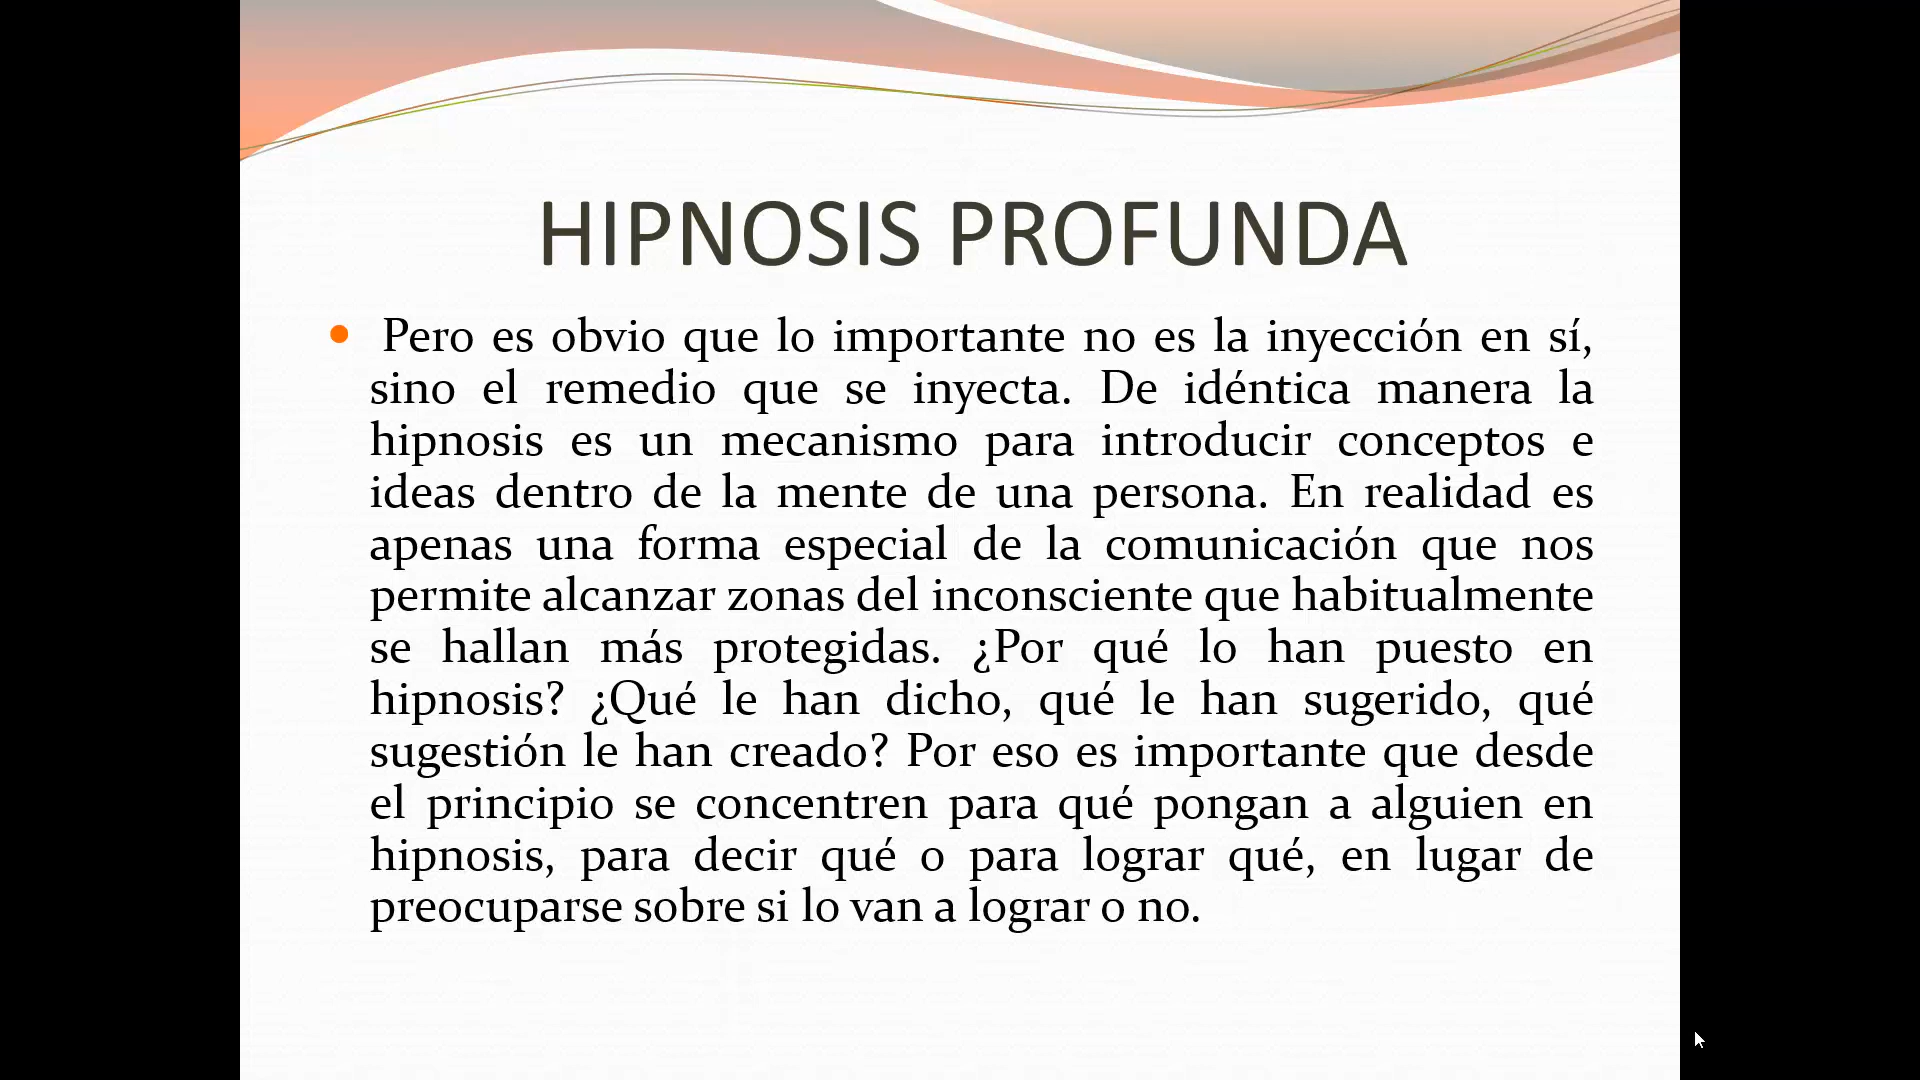 HIPNOSIS PROFUNDA
• Pero es obvio que lo importante no es la inyección en sí,
sino el remedio que se inyecta. De idéntica manera la
hipnosis es un mecanismo para introducir conceptos e
ideas dentro de la mente de una persona. En realidad es
apenas una forma especial de la comunicación que nos
permite alcanzar zonas del inconsciente que habitualmente
se hallan más protegidas. ¿Por qué lo han puesto en
hipnosis? ¿Qué le han dicho, qué le han sugerido, qué
sugestión le han creado? Por eso es importante que desde
el principio se concentren para qué pongan a alguien en
hipnosis, para decir qué o para lograr qué, en lugar de
preocuparse sobre si lo van a lograr o no.